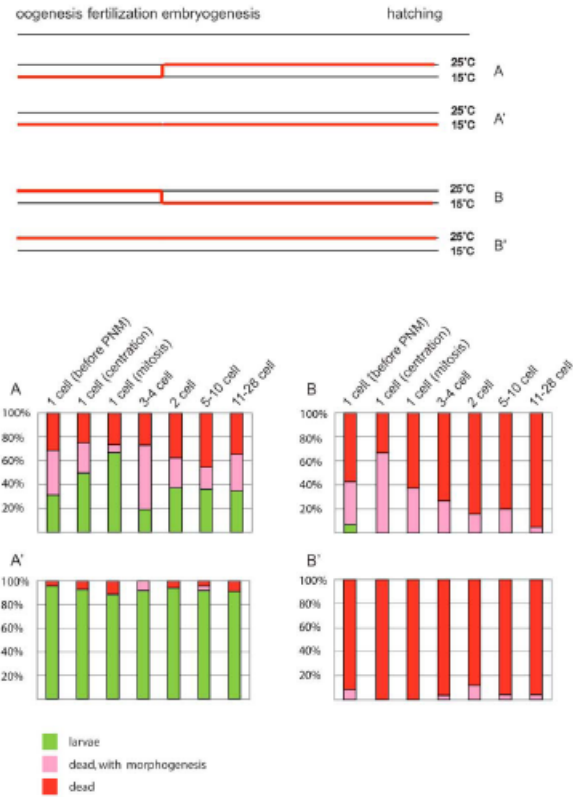 oogenesis fertilization embryogenesis hatching
25°C
15°C
A
25°C
15°C
A'
25°C
15°C
B
25°C
15°C
B'
A
1 cell (before PNM)
1 cell (centration)
1 cell (mitosis)
3-4 cell
2 cell
5-10 cell
11-28 cell
100%
80%
60%
40%
20%
B
1 cell (before PNM)
1 cell (centration)
1 cell (mitosis)
3-4 cell
2 cell
5-10 cell
11-28 cell
100%
80%
60%
40%
20%
A'
100%
80%
60%
40%
20%
B'
100%
80%
60%
40%
20%
larvae
dead, with morphogenesis
dead